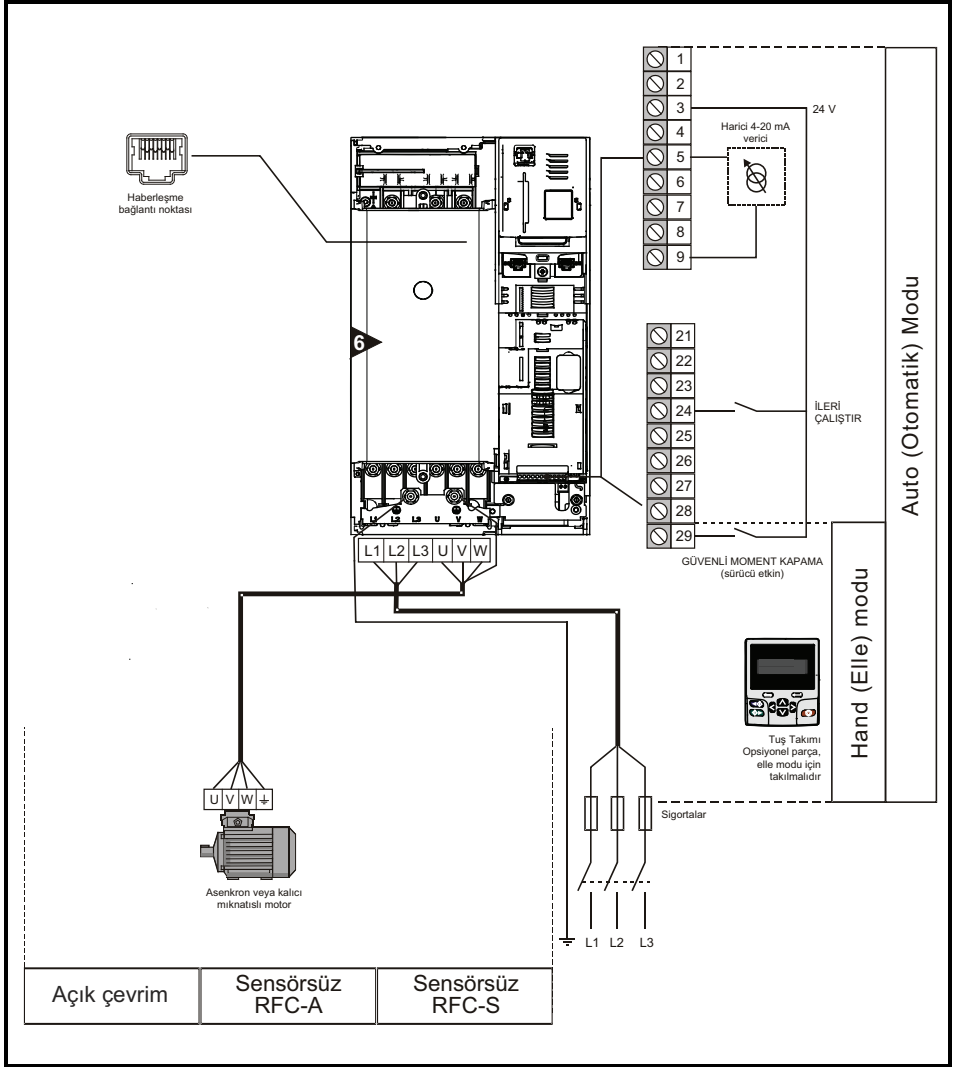 1
2
3
24 V
4
Harici 4-20 mA
verici
5
6
7
8
9
Haberleşme
bağlantı noktası
6
21
22
23
24
İLERİ
ÇALIŞTIR
25
26
27
28
29
GÜVENLİ MOMENT KAPAMA
(sürücü etkin)
Auto (Otomatik) Modu
Hand (Elle) modu
L1 L2 L3 U V W
L1 L2 L3 U V W
Tuş Takımı
Opsiyonel parça,
elle modu için
takılmalıdır
U V W
Sigortalar
Asenkron veya kalıcı
mıknatıslı motor
L1 L2 L3
Açık çevrim
Sensörsüz
RFC-A
Sensörsüz
RFC-S